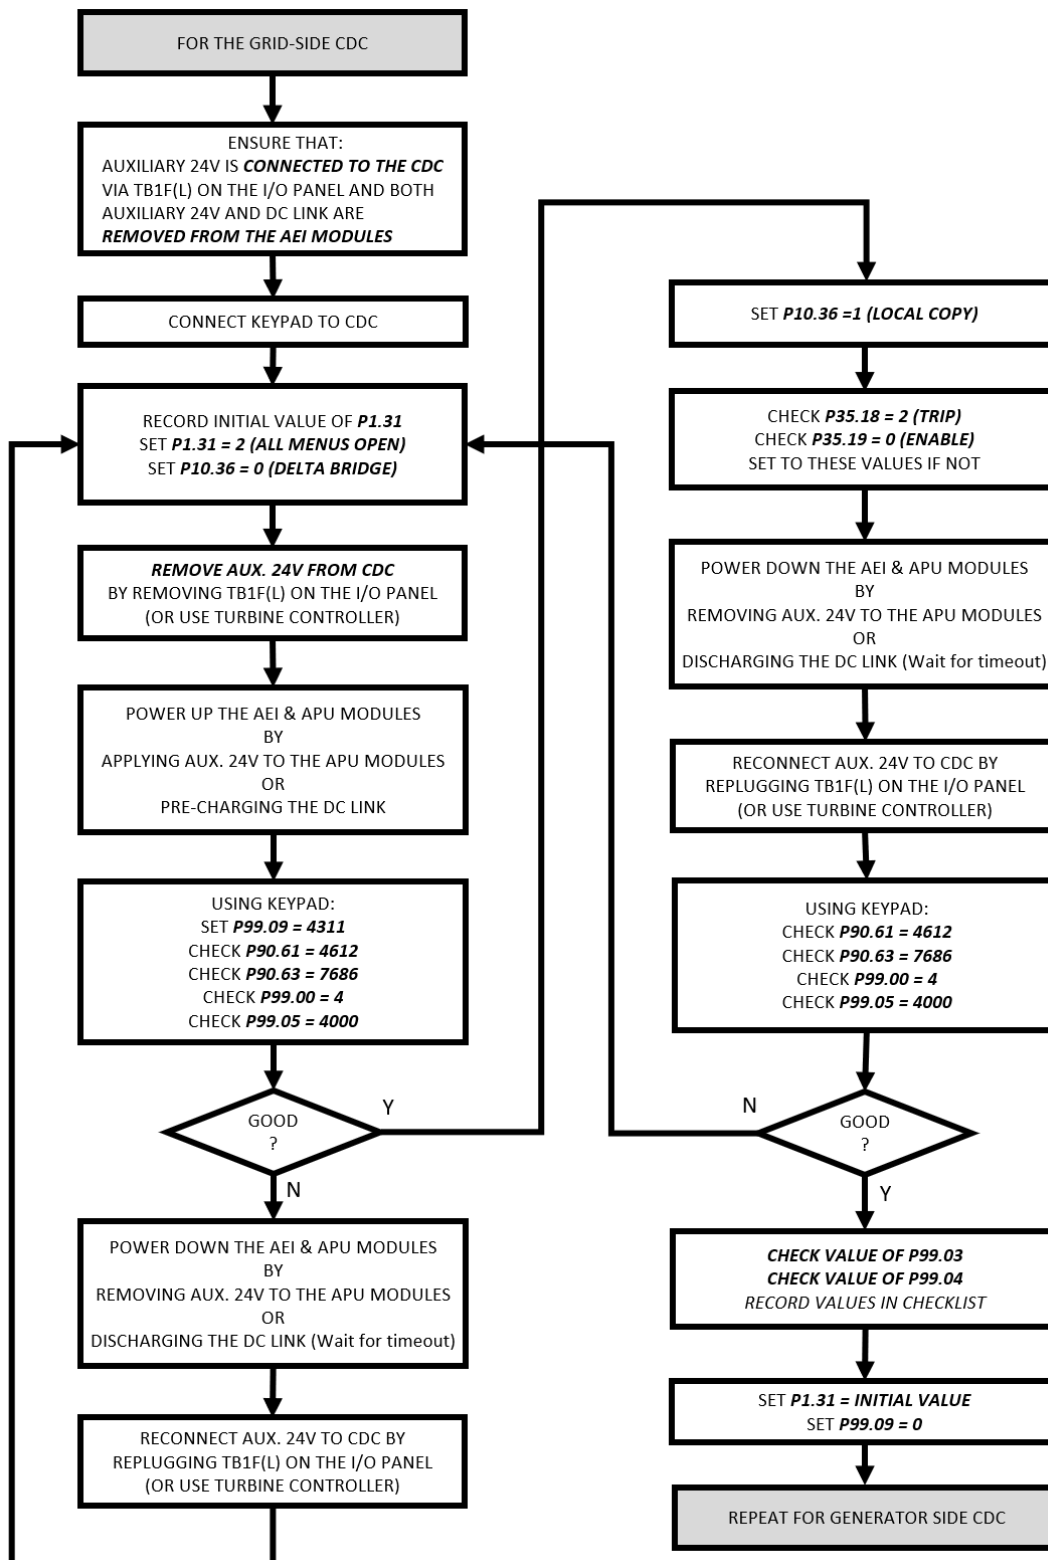 FOR THE GRID-SIDE CDC
ENSURE THAT:
AUXILIARY 24V IS CONNECTED TO THE CDC
VIA TB1F(L) ON THE I/O PANEL AND BOTH
AUXILIARY 24V AND DC LINK ARE
REMOVED FROM THE AEI MODULES
CONNECT KEYPAD TO CDC
RECORD INITIAL VALUE OF P1.31
SET P1.31 = 2 (ALL MENUS OPEN)
SET P10.36 = 0 (DELTA BRIDGE)
REMOVE AUX. 24V FROM CDC
BY REMOVING TB1F(L) ON THE I/O PANEL
(OR USE TURBINE CONTROLLER)
POWER UP THE AEI & APU MODULES
BY
APPLYING AUX. 24V TO THE APU MODULES
OR
PRE-CHARGING THE DC LINK
USING KEYPAD:
SET P99.09 = 4311
CHECK P90.61 = 4612
CHECK P90.63 = 7686
CHECK P99.00 = 4
CHECK P99.05 = 4000
GOOD
?
Y
N
POWER DOWN THE AEI & APU MODULES
BY
REMOVING AUX. 24V TO THE APU MODULES
OR
DISCHARGING THE DC LINK (Wait for timeout)
RECONNECT AUX. 24V TO CDC BY
REPLUGGING TB1F(L) ON THE I/O PANEL
(OR USE TURBINE CONTROLLER)
SET P10.36 =1 (LOCAL COPY)
CHECK P35.18 = 2 (TRIP)
CHECK P35.19 = 0 (ENABLE)
SET TO THESE VALUES IF NOT
POWER DOWN THE AEI & APU MODULES
BY
REMOVING AUX. 24V TO THE APU MODULES
OR
DISCHARGING THE DC LINK (Wait for timeout)
RECONNECT AUX. 24V TO CDC BY
REPLUGGING TB1F(L) ON THE I/O PANEL
(OR USE TURBINE CONTROLLER)
USING KEYPAD:
CHECK P90.61 = 4612
CHECK P90.63 = 7686
CHECK P99.00 = 4
CHECK P99.05 = 4000
N
GOOD
?
Y
CHECK VALUE OF P99.03
CHECK VALUE OF P99.04
RECORD VALUES IN CHECKLIST
SET P1.31 = INITIAL VALUE
SET P99.09 = 0
REPEAT FOR GENERATOR SIDE CDC